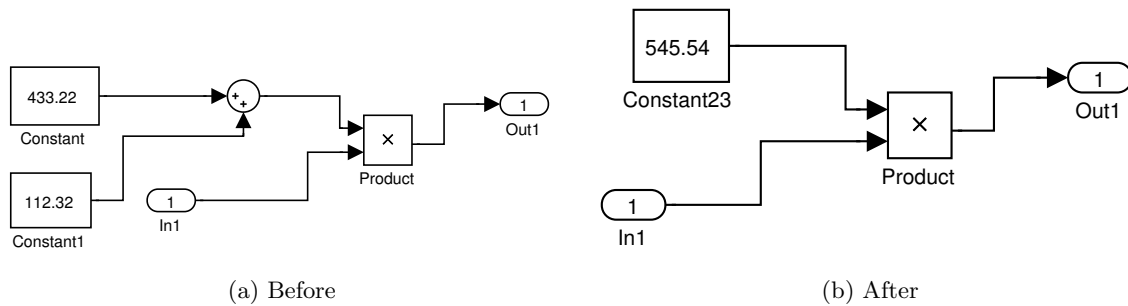 433.22
Constant
112.32
Constant1
++
1
In1
×
Product
1
Out1
(a) Before
545.54
Constant23
1
In1
×
Product
1
Out1
(b) After